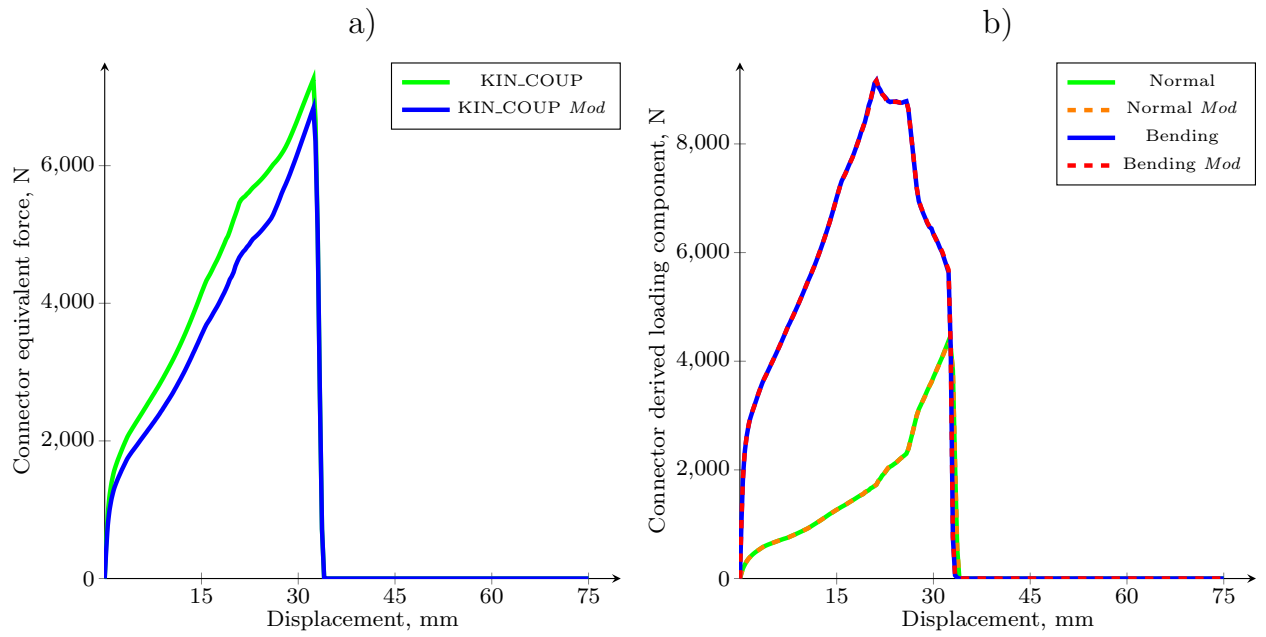 a)
KIN_COUP
KIN_COUP Mod
Connector equivalent force, N
6,000
4,000
2,000
0
15
30
45
60
75
Displacement, mm
b)
Normal
Normal Mod
Bending
Bending Mod
Connector derived loading component, N
8,000
6,000
4,000
2,000
0
15
30
45
60
75
Displacement, mm